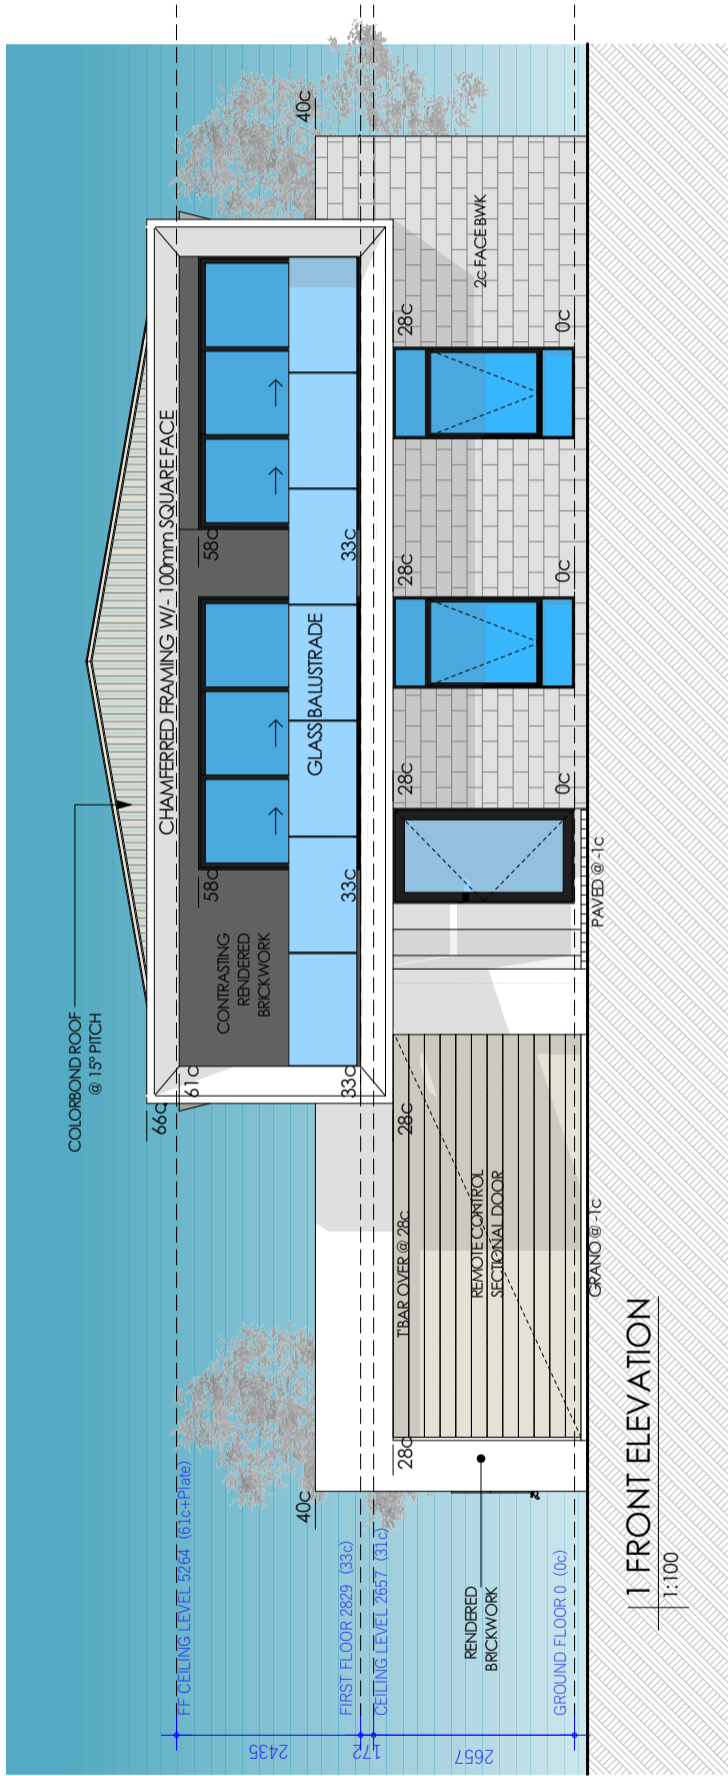 COLORBOND ROOF
@ 15° PITCH
CHAMFERRED FRAMING W/- 100mm SQUARE FACE
66c
61c
FF CEILING LEVEL 5264 (61c+Plate)
CONTRASTING
RENDERED
BRICKWORK
58c
58c
GLASS BALUSTRADE
40c
40c
33c
33c
33c
FIRST FLOOR 2829 (33c)
CEILING LEVEL 2657 (31c)
2435
172
2657
28c
T'BAR OVER @ 28c
28c
28c
28c
28c
REMOTE CONTROL
SECTIONAL DOOR
2c FACE BWK
RENDERED
BRICKWORK
0c
0c
0c
GROUND FLOOR 0 (0c)
GRANO @ -1c
PAVED @ -1c
1 FRONT ELEVATION
1:100